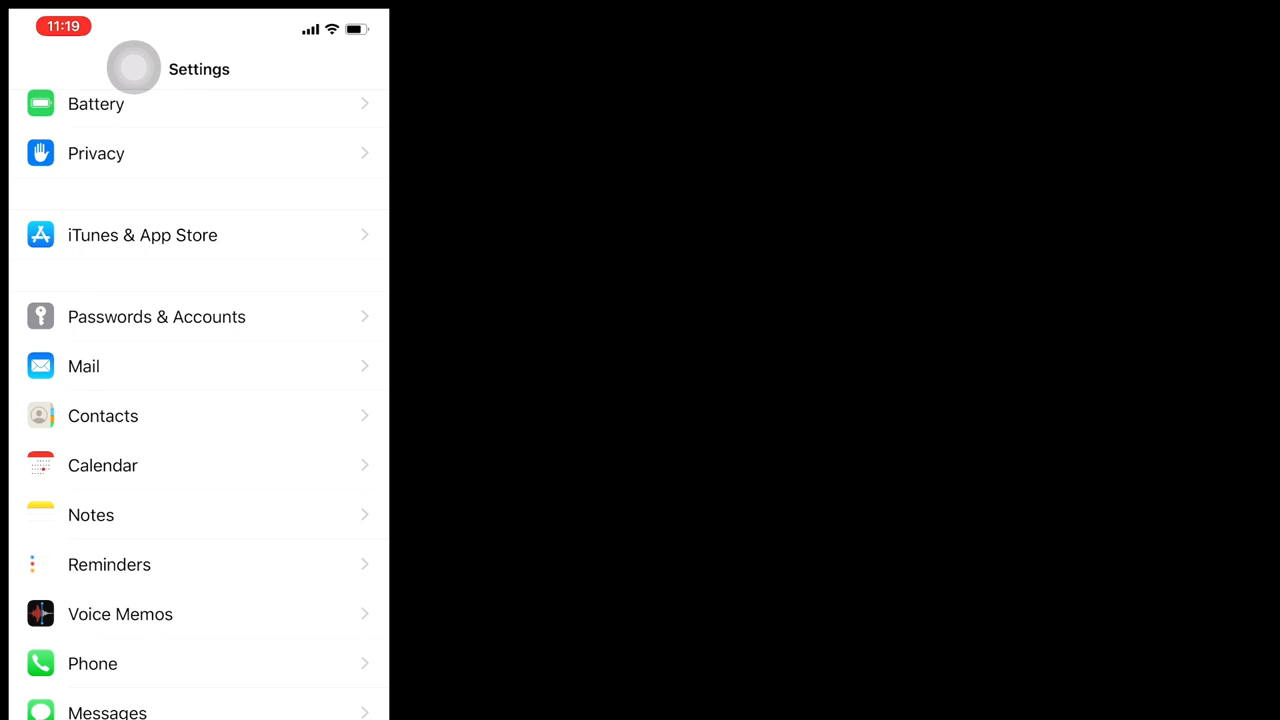 11:19
Settings
Battery
Privacy
iTunes & App Store
Passwords & Accounts
Mail
Contacts
Calendar
Notes
Reminders
Voice Memos
Phone
Messages